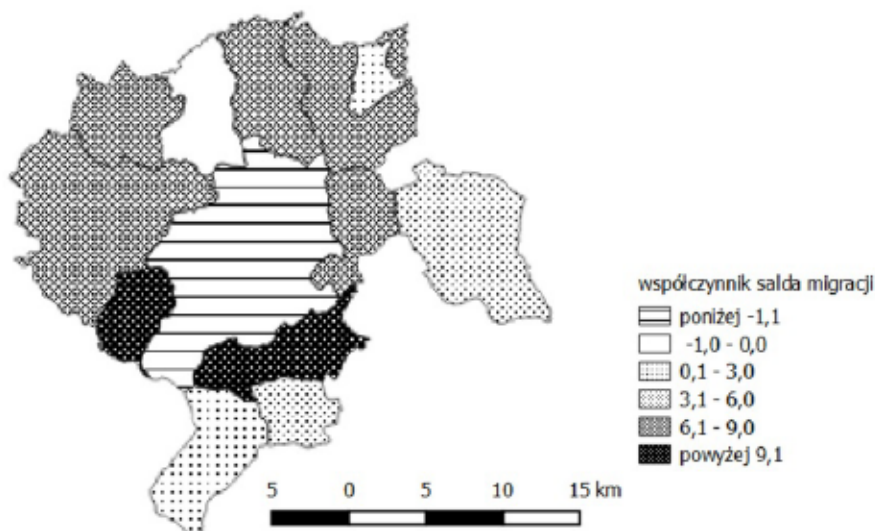 współczynnik salda migracji
poniżej -1,1
-1,0 - 0,0
0,1 - 3,0
3,1 - 6,0
6,1 - 9,0
powyżej 9,1
5 0 5 10 15 km